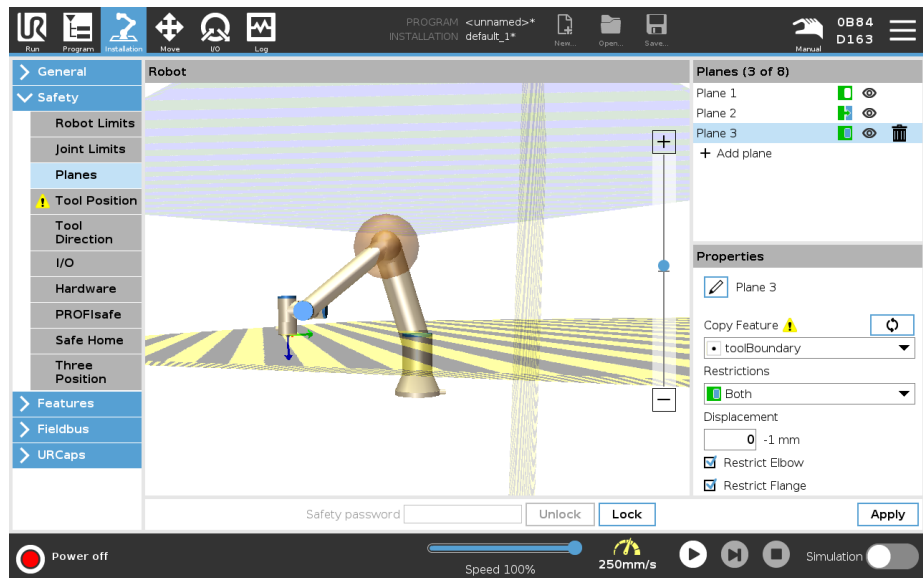 PROGRAM <unnamed>*
INSTALLATION default_1*
New...
Open...
Save...
Run
Program
Installation
Move
I/O
Log
Manual
0B84
D163
General
Safety
Robot Limits
Joint Limits
Planes
Tool Position
Tool
Direction
I/O
Hardware
PROFIsafe
Safe Home
Three
Position
Features
Fieldbus
URCaps
Robot
Planes (3 of 8)
Plane 1
Plane 2
Plane 3
+ Add plane
Properties
Plane 3
Copy Feature
toolBoundary
Restrictions
Both
Displacement
0 -1 mm
Restrict Elbow
Restrict Flange
Safety password
Unlock
Lock
Apply
Power off
Speed 100%
250mm/s
Simulation